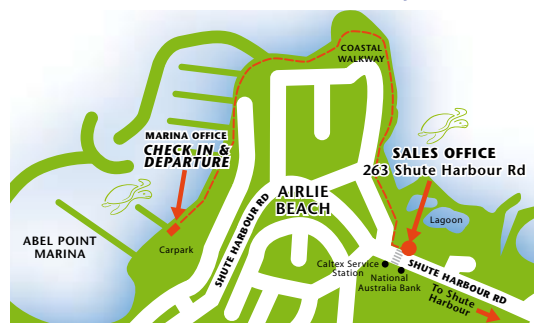 COASTAL
WALKWAY
MARINA OFFICE
CHECK IN &
DEPARTURE
SALES OFFICE
263 Shute Harbour Rd
AIRLIE
BEACH
SHUTE HARBOUR RD
Lagoon
ABEL POINT
MARINA
Carpark
Caltex Service
Station
National
Australia Bank
SHUTE HARBOUR RD
To Shute
Harbour